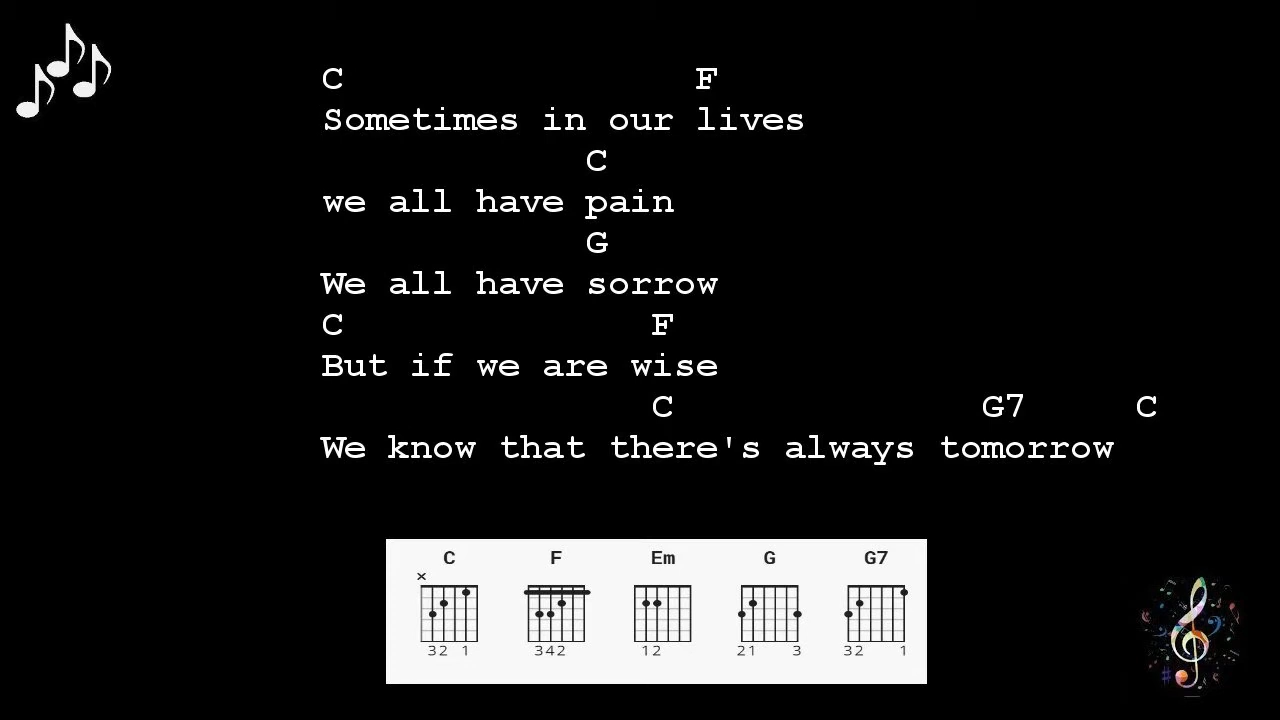 C                F
Sometimes in our lives
            C
we all have pain
            G
We all have sorrow
C              F
But if we are wise
               C              G7     C
We know that there's always tomorrow
C F Em G G7
x
32 1 342 12 21 3 32 1